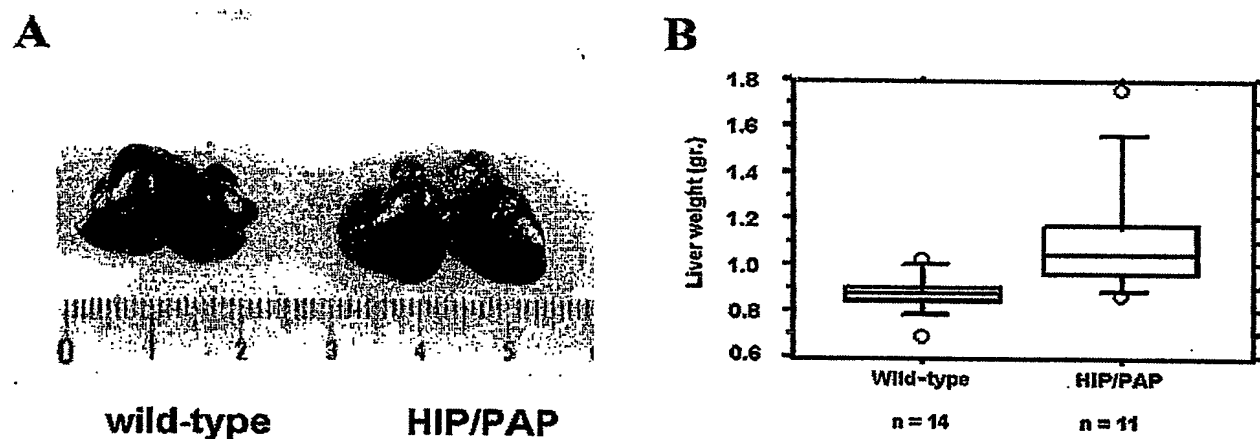 A
0 1 2 3 4 5
wild-type HIP/PAP
B
Liver weight (gr.)
1.8
1.6
1.4
1.2
1.0
0.8
0.6
Wild-type HIP/PAP
n = 14 n = 11